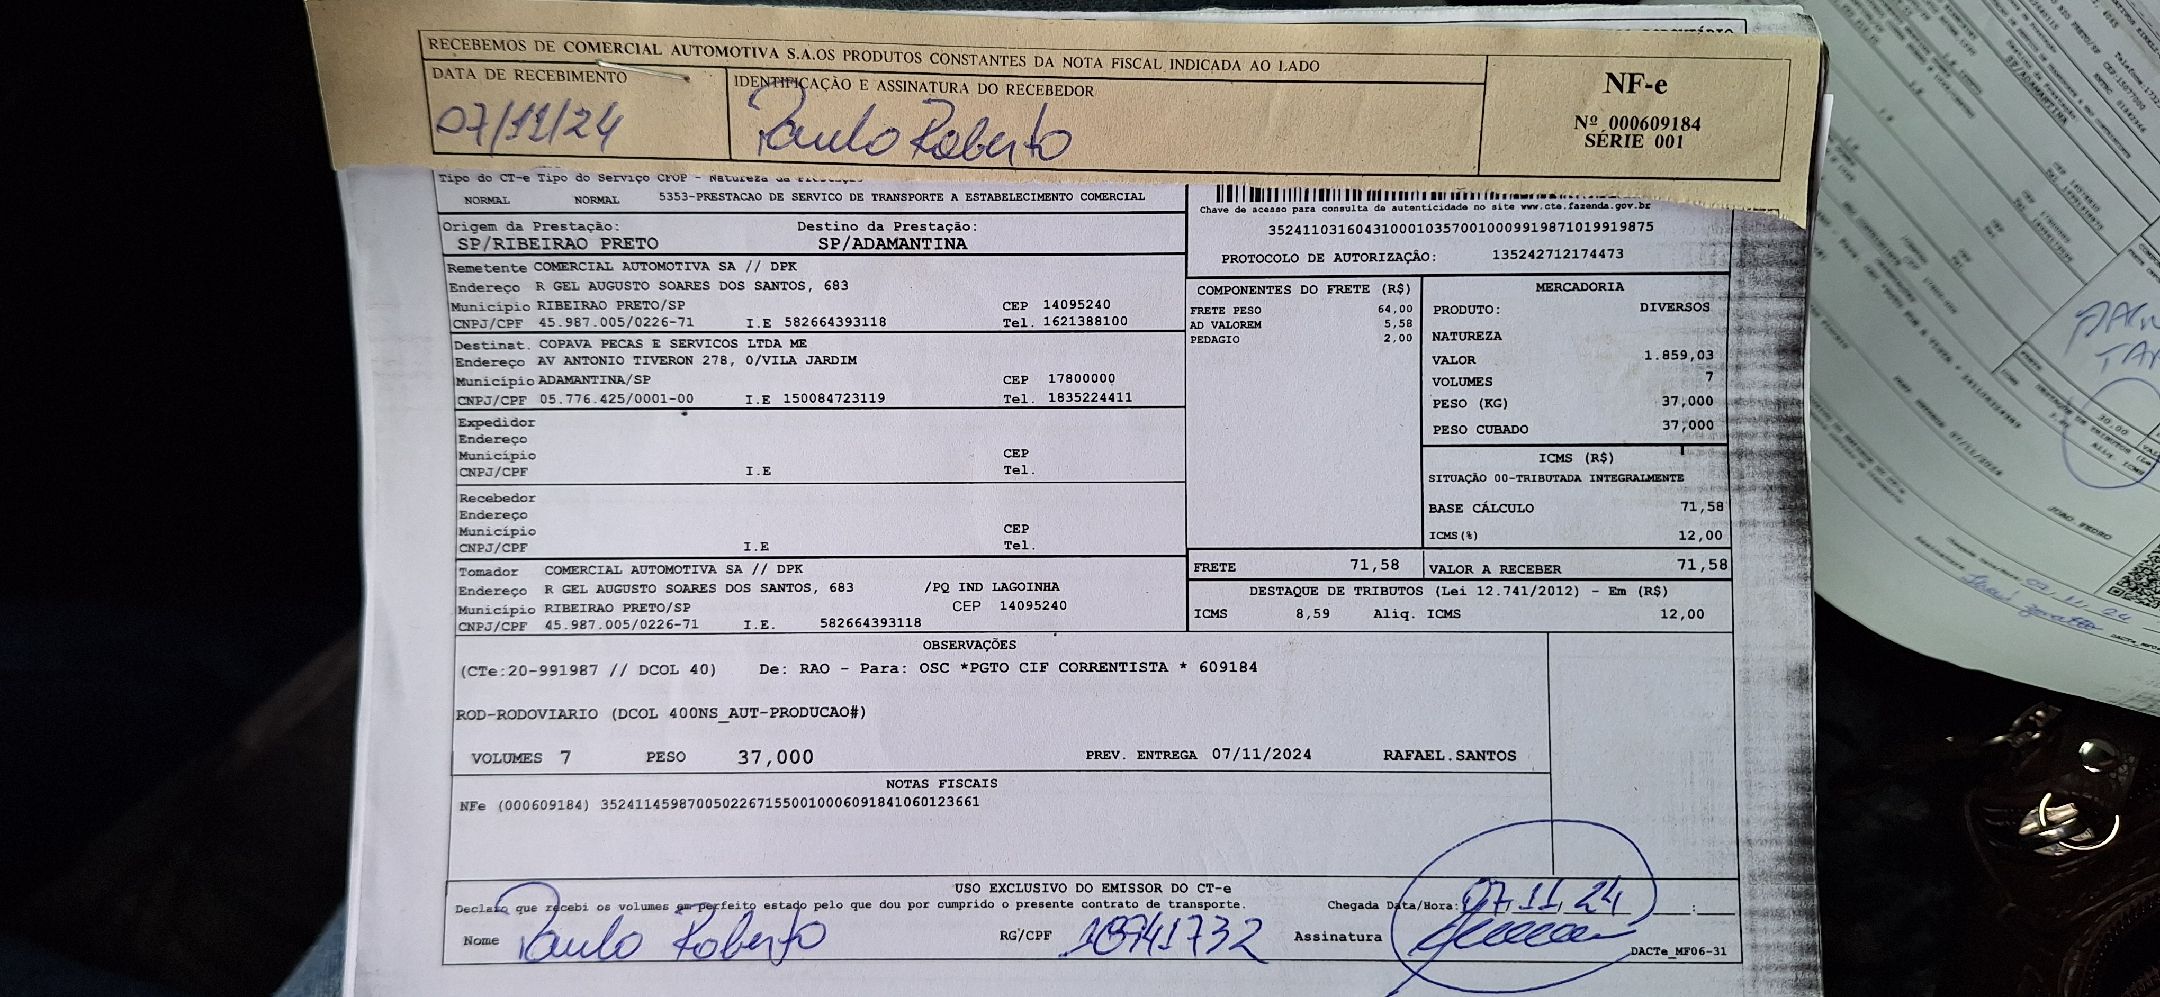 RECEBEMOS DE COMERCIAL AUTOMOTIVA S.A.OS PRODUTOS CONSTANTES DA NOTA FISCAL INDICADA AO LADO
DATA DE RECEBIMENTO
07/11/24
IDENTIFICAÇÃO E ASSINATURA DO RECEBEDOR
Paulo Roberto
NF-e
Nº 000609184
SÉRIE 001
Tipo do CT-e Tipo do Serviço CFOP - Natureza da
NORMAL NORMAL 5353-PRESTACAO DE SERVICO DE TRANSPORTE A ESTABELECIMENTO COMERCIAL
Origem da Prestação: Destino da Prestação:
SP/RIBEIRAO PRETO SP/ADAMANTINA
Chave de acesso para consulta de autenticidade no site www.cte.fazenda.gov.br
35241103160431000103570010009919871019919875
PROTOCOLO DE AUTORIZAÇÃO: 135242712174473
Remetente COMERCIAL AUTOMOTIVA SA // DPK
Endereço R GEL AUGUSTO SOARES DOS SANTOS, 683
Município RIBEIRAO PRETO/SP CEP 14095240
CNPJ/CPF 45.987.005/0226-71 I.E 582664393118 Tel. 1621388100
Destinat. COPAVA PECAS E SERVICOS LTDA ME
Endereço AV ANTONIO TIVERON 278, 0/VILA JARDIM
Município ADAMANTINA/SP CEP 17800000
CNPJ/CPF 05.776.425/0001-00 I.E 150084723119 Tel. 1835224411
Expedidor
Endereço
Município CEP
CNPJ/CPF I.E Tel.
Recebedor
Endereço
Município CEP
CNPJ/CPF I.E Tel.
Tomador COMERCIAL AUTOMOTIVA SA // DPK
Endereço R GEL AUGUSTO SOARES DOS SANTOS, 683 /PQ IND LAGOINHA
Município RIBEIRAO PRETO/SP CEP 14095240
CNPJ/CPF 45.987.005/0226-71 I.E. 582664393118
COMPONENTES DO FRETE (R$)
FRETE PESO 64,00
AD VALOREM 5,58
PEDAGIO 2,00
MERCADORIA
PRODUTO: DIVERSOS
NATUREZA
VALOR 1.859,03
VOLUMES 7
PESO (KG) 37,000
PESO CUBADO 37,000
ICMS (R$)
SITUAÇÃO 00-TRIBUTADA INTEGRALMENTE
BASE CÁLCULO 71,58
ICMS(%) 12,00
FRETE 71,58 VALOR A RECEBER 71,58
DESTAQUE DE TRIBUTOS (Lei 12.741/2012) - Em (R$)
ICMS 8,59 Aliq. ICMS 12,00
OBSERVAÇÕES
(CTe:20-991987 // DCOL 40) De: RAO - Para: OSC *PGTO CIF CORRENTISTA * 609184
ROD-RODOVIARIO (DCOL 400NS_AUT-PRODUCAO#)
VOLUMES 7 PESO 37,000 PREV. ENTREGA 07/11/2024 RAFAEL.SANTOS
NOTAS FISCAIS
NFe (000609184) 35241145987005022671550010006091841060123661
USO EXCLUSIVO DO EMISSOR DO CT-e
Declaro que recebi os volumes em perfeito estado pelo que dou por cumprido o presente contrato de transporte. Chegada Data/Hora: 07.11.24 :
Nome Paulo Roberto RG/CPF 18741732 Assinatura
DACTe_MF06-31